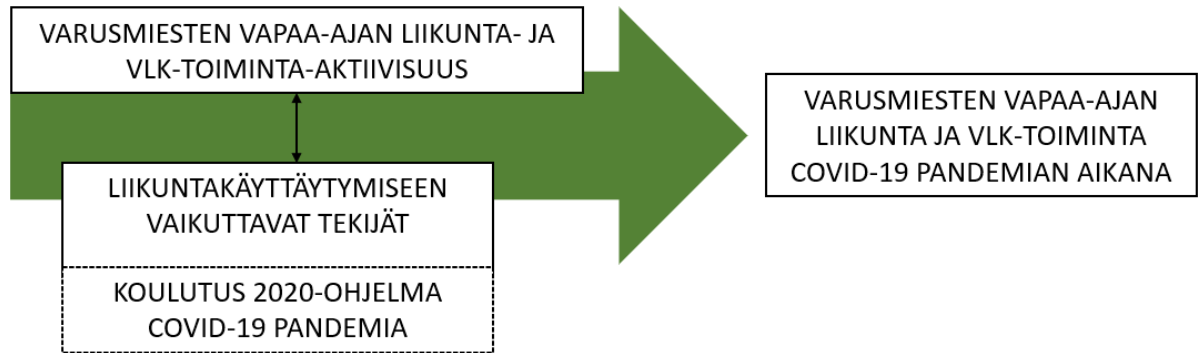 VARUSMIESTEN VAPAA-AJAN LIIKUNTA- JA
VLK-TOIMINTA-AKTIIVISUUS
LIIKUNTAKÄYTTÄYTYMISEEN
VAIKUTTAVAT TEKIJÄT
KOULUTUS 2020-OHJELMA
COVID-19 PANDEMIA
VARUSMIESTEN VAPAA-AJAN
LIIKUNTA JA VLK-TOIMINTA
COVID-19 PANDEMIAN AIKANA